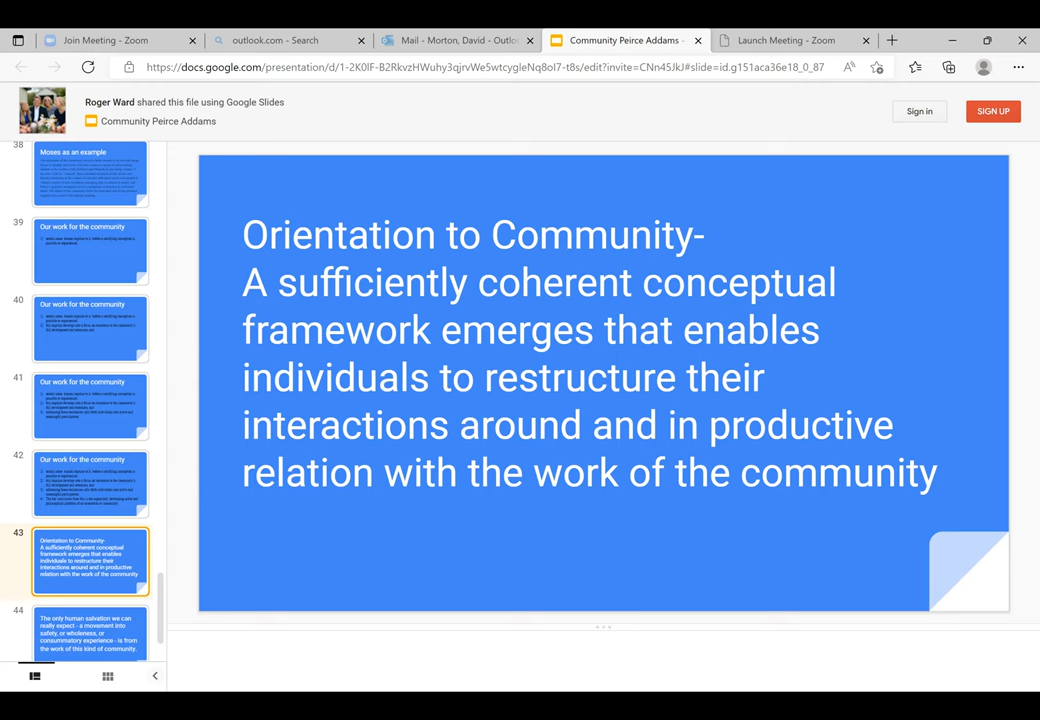 Join Meeting - Zoom
outlook.com - Search
Mail - Morton, David - Outlo
Community Peirce Addams -
Launch Meeting - Zoom
https://docs.google.com/presentation/d/1-2K0lF-B2RkvzHWuhy3qjrvWe5wtcygleNq8oI7-t8s/edit?invite=CNn45JkJ#slide=id.g151aca36e18_0_87
Roger Ward shared this file using Google Slides
Community Peirce Addams
Sign in
SIGN UP
38
Moses as an example
39
Our work for the community
40
Our work for the community
41
Our work for the community
42
Our work for the community
43
Orientation to Community-
A sufficiently coherent conceptual
framework emerges that enables
individuals to restructure their
interactions around and in productive
relation with the work of the community
44
The only human salvation we can
really expect - a movement into
safety, or wholeness, or
consummatory experience - is from
the work of this kind of community.
Orientation to Community-
A sufficiently coherent conceptual
framework emerges that enables
individuals to restructure their
interactions around and in productive
relation with the work of the community